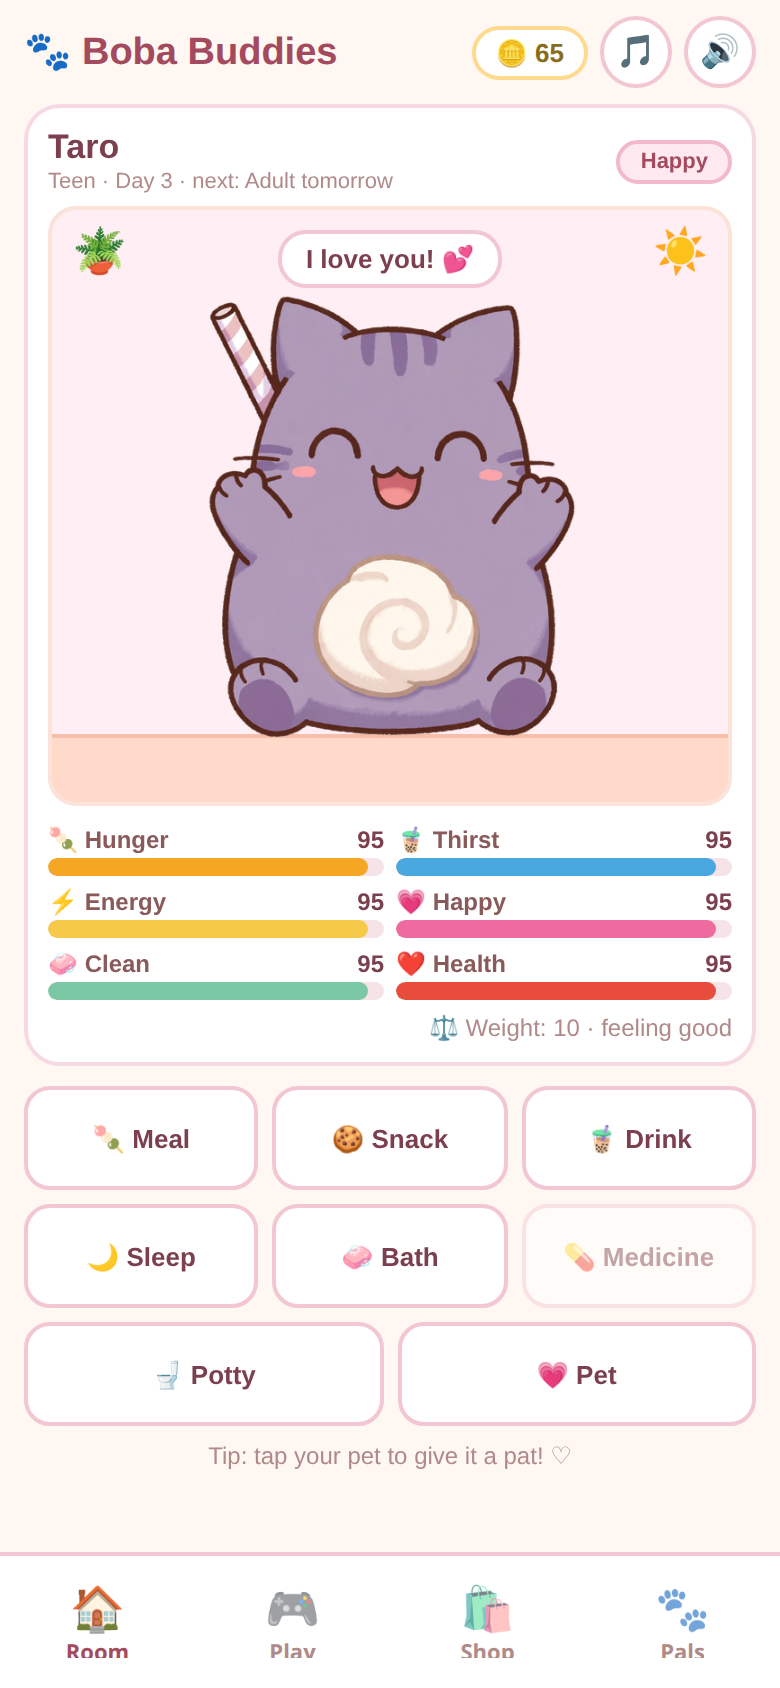 🐾 Boba Buddies 🪙 65 🎵 🔊
Taro
Teen · Day 3 · next: Adult tomorrow
Happy
I love you! 💕
🍡 Hunger 95
🧋 Thirst 95
⚡ Energy 95
💗 Happy 95
🧼 Clean 95
❤️ Health 95
⚖️ Weight: 10 · feeling good
🍡 Meal
🍪 Snack
🧋 Drink
🌙 Sleep
🧼 Bath
💊 Medicine
🚽 Potty
💗 Pet
Tip: tap your pet to give it a pat! ♡
Room
Play
Shop
Pals